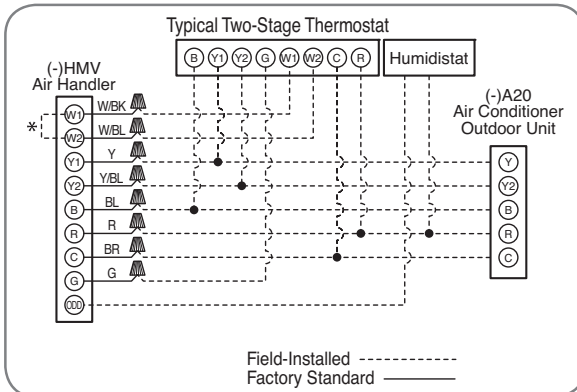 Typical Two-Stage Thermostat
B Y1 Y2 G W1 W2 C R
Humidistat
(-)HMV
Air Handler
(-)A20
Air Conditioner
Outdoor Unit
*
W1 W/BK
W2 W/BL
Y1 Y
Y2 Y/BL
B BL
R R
C BR
G G
ODD
Y
Y2
B
R
C
Field-Installed
Factory Standard